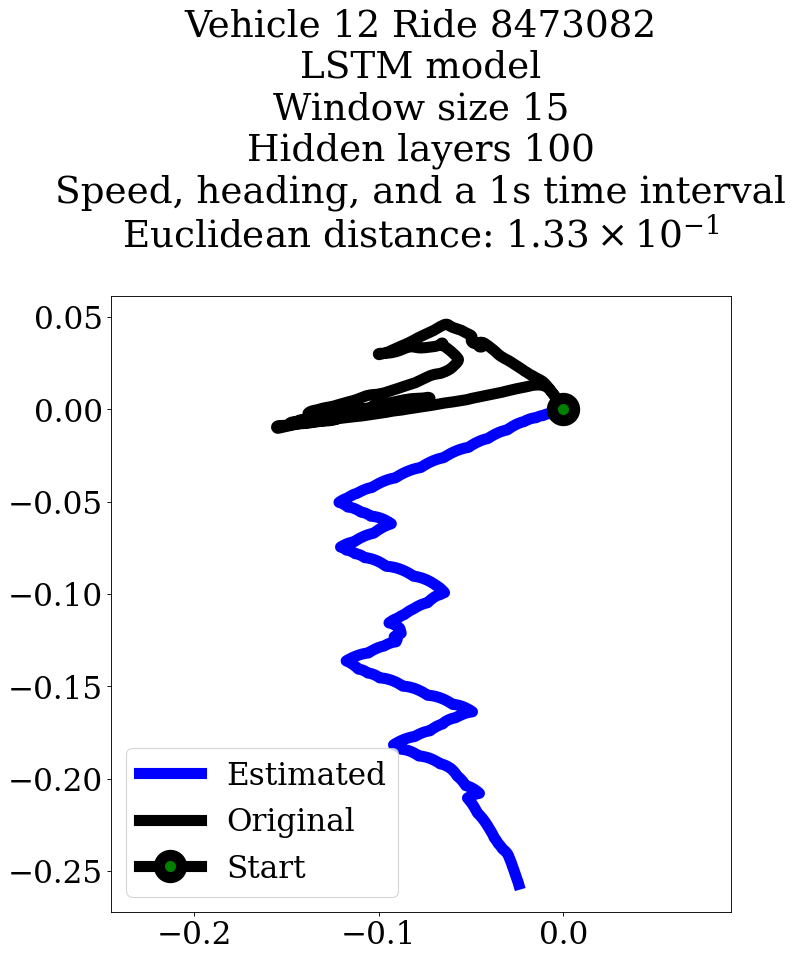 Vehicle 12 Ride 8473082
LSTM model
Window size 15
Hidden layers 100
Speed, heading, and a 1s time interval
Euclidean distance: 1.33 × 10⁻¹
0.05
0.00
−0.05
−0.10
−0.15
−0.20
−0.25
Estimated
Original
Start
−0.2 −0.1 0.0